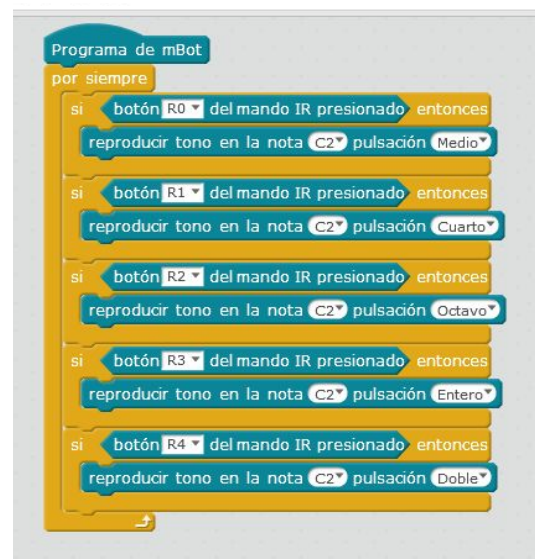 Programa de mBot
por siempre
si botón R0 del mando IR presionado entonces
reproducir tono en la nota C2 pulsación Medio
si botón R1 del mando IR presionado entonces
reproducir tono en la nota C2 pulsación Cuarto
si botón R2 del mando IR presionado entonces
reproducir tono en la nota C2 pulsación Octavo
si botón R3 del mando IR presionado entonces
reproducir tono en la nota C2 pulsación Entero
si botón R4 del mando IR presionado entonces
reproducir tono en la nota C2 pulsación Doble